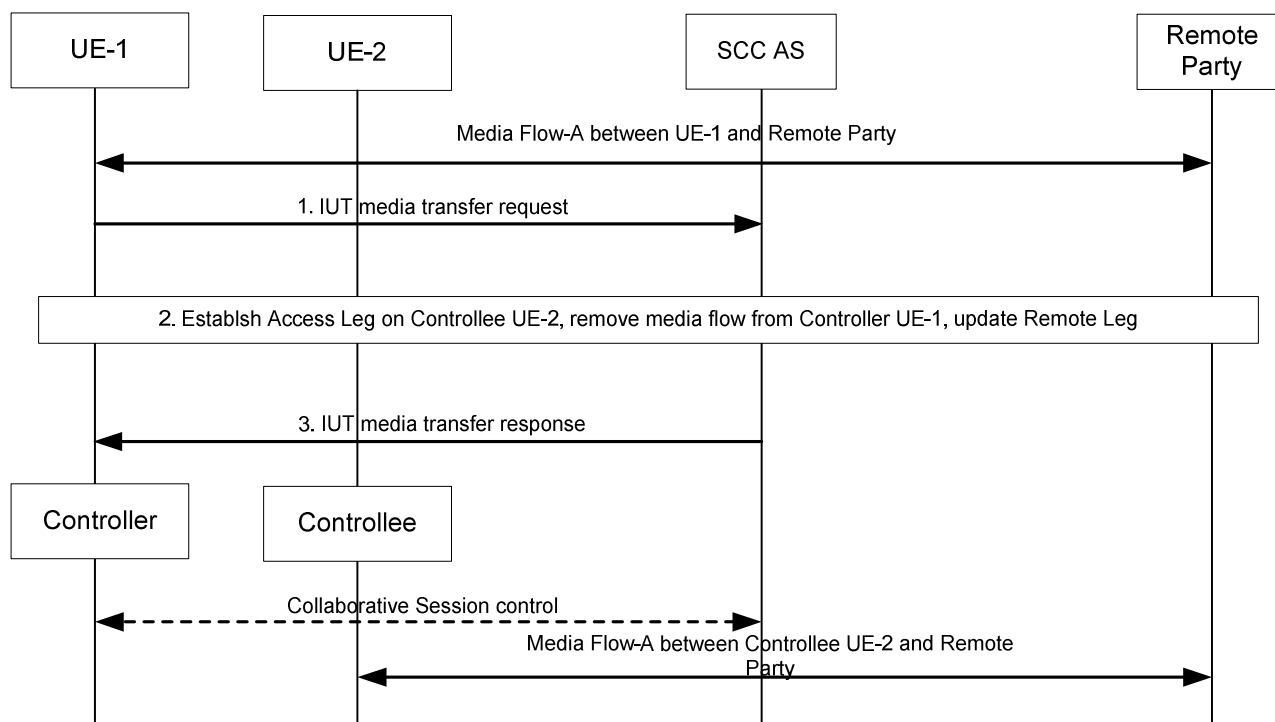 UE-1
UE-2
SCC AS
Remote
Party
Media Flow-A between UE-1 and Remote Party
1. IUT media transfer request
2. Establsh Access Leg on Controllee UE-2, remove media flow from Controller UE-1, update Remote Leg
3. IUT media transfer response
Controller
Controllee
Collaborative Session control
Media Flow-A between Controllee UE-2 and Remote
Party